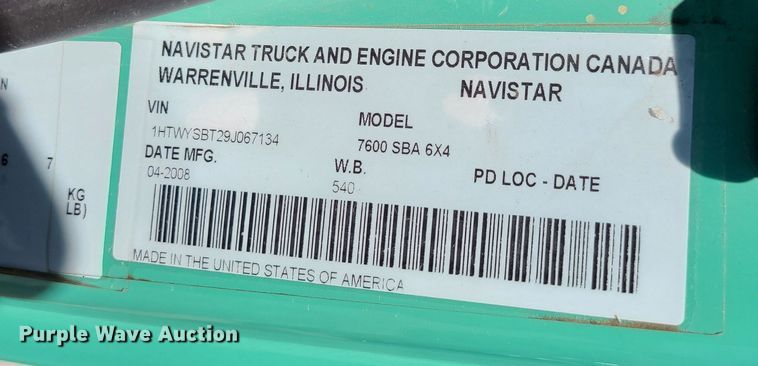 NAVISTAR TRUCK AND ENGINE CORPORATION CANADA
WARRENVILLE, ILLINOIS NAVISTAR
VIN MODEL
1HTWYSBT29J067134 7600 SBA 6X4
DATE MFG. W.B. PD LOC - DATE
04-2008 540
MADE IN THE UNITED STATES OF AMERICA
N
6 7
KG
LB)
Purple Wave Auction